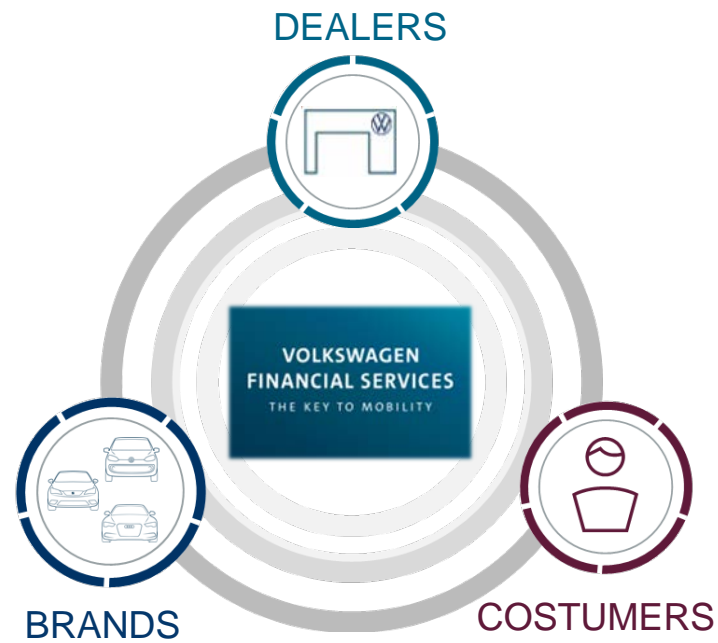 DEALERS
VOLKSWAGEN
FINANCIAL SERVICES
THE KEY TO MOBILITY
BRANDS
COSTUMERS